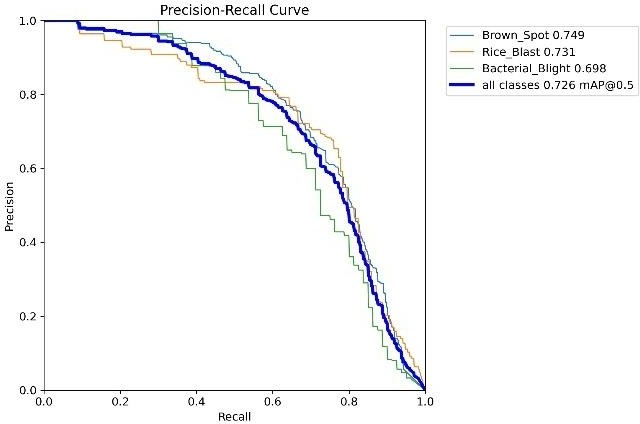 Precision-Recall Curve
Brown_Spot 0.749
Rice_Blast 0.731
Bacterial_Blight 0.698
all classes 0.726 mAP@0.5
1.0
0.8
0.6
0.4
0.2
0.0
Precision
0.0 0.2 0.4 0.6 0.8 1.0
Recall